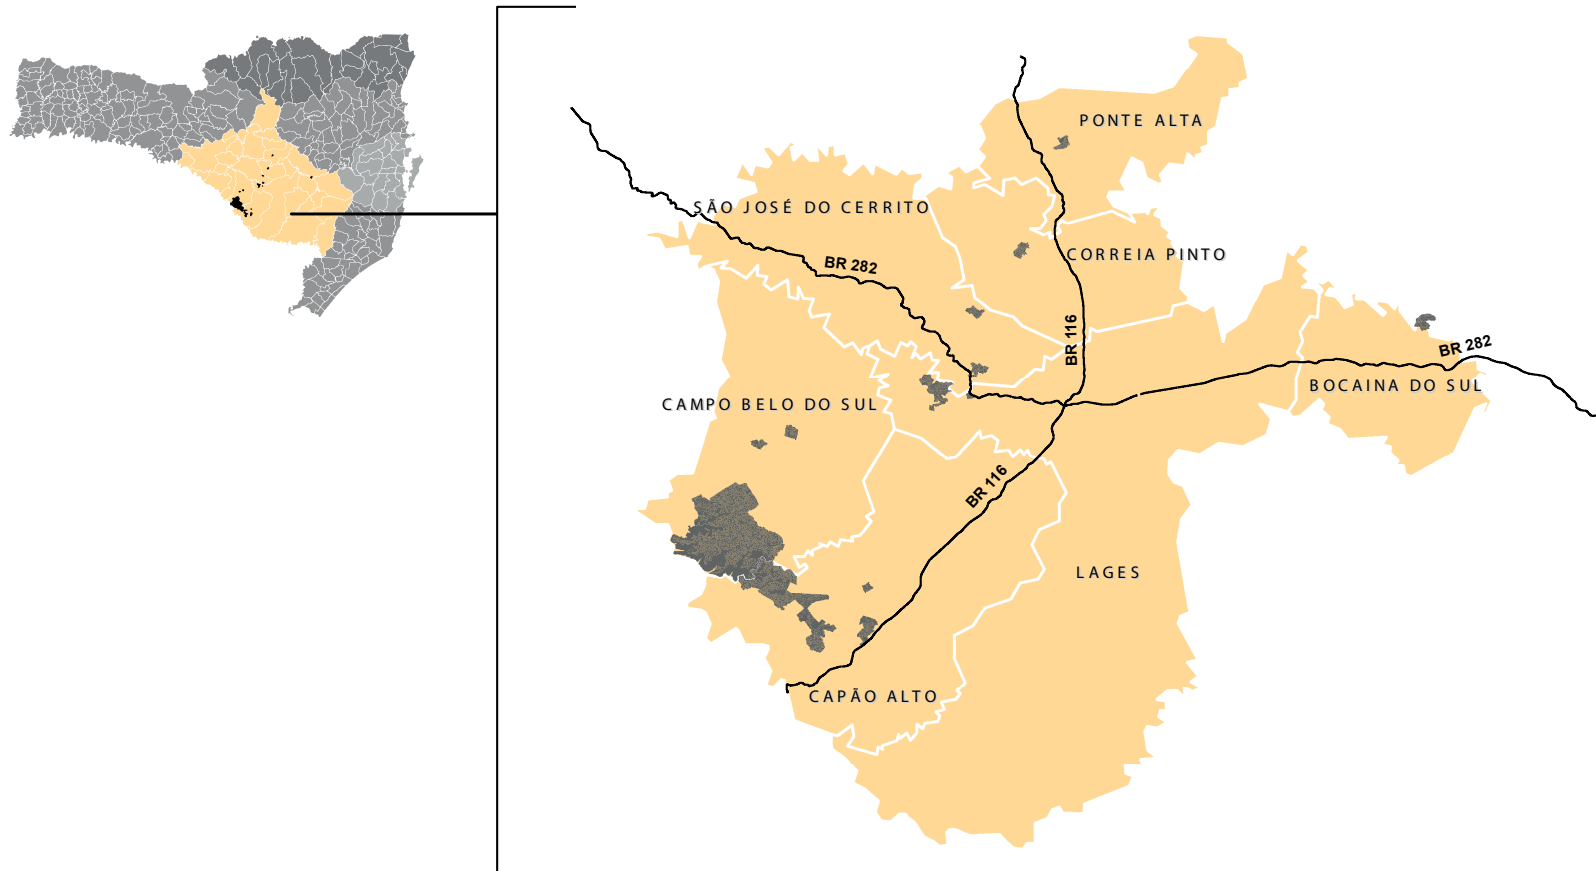 PONTE ALTA
SÃO JOSÉ DO CERRITO
CORREIA PINTO
BR 282
BR 116
BR 282
BOCAINA DO SUL
CAMPO BELO DO SUL
BR 116
LAGES
CAPÃO ALTO